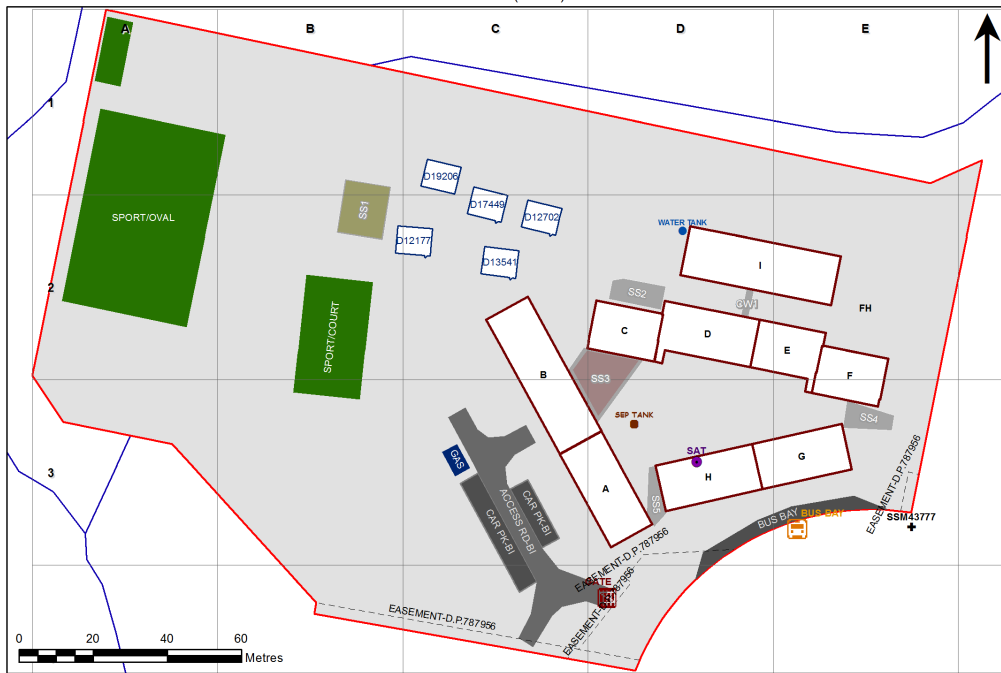 A
B
C
D
E
1
2
3
SPORT/OVAL
SS1
D19206
D17449
D12702
D12177
D13541
WATER TANK
I
SS2
CW1
FH
C
D
E
F
SPORT/COURT
B
SS3
SS4
SEP TANK
SAT
G
H
A
SS5
GAS
ACCESS RD-BI
CAR PK-BI
CAR PK-BI
BUS BAY
BUS BAY
EASEMENT-D.P.787956
SSM43777
EASEMENT-D.P.787956
GATE
EASEMENT-D.P.787956
EASEMENT-D.P.787956
0 20 40 60
Metres